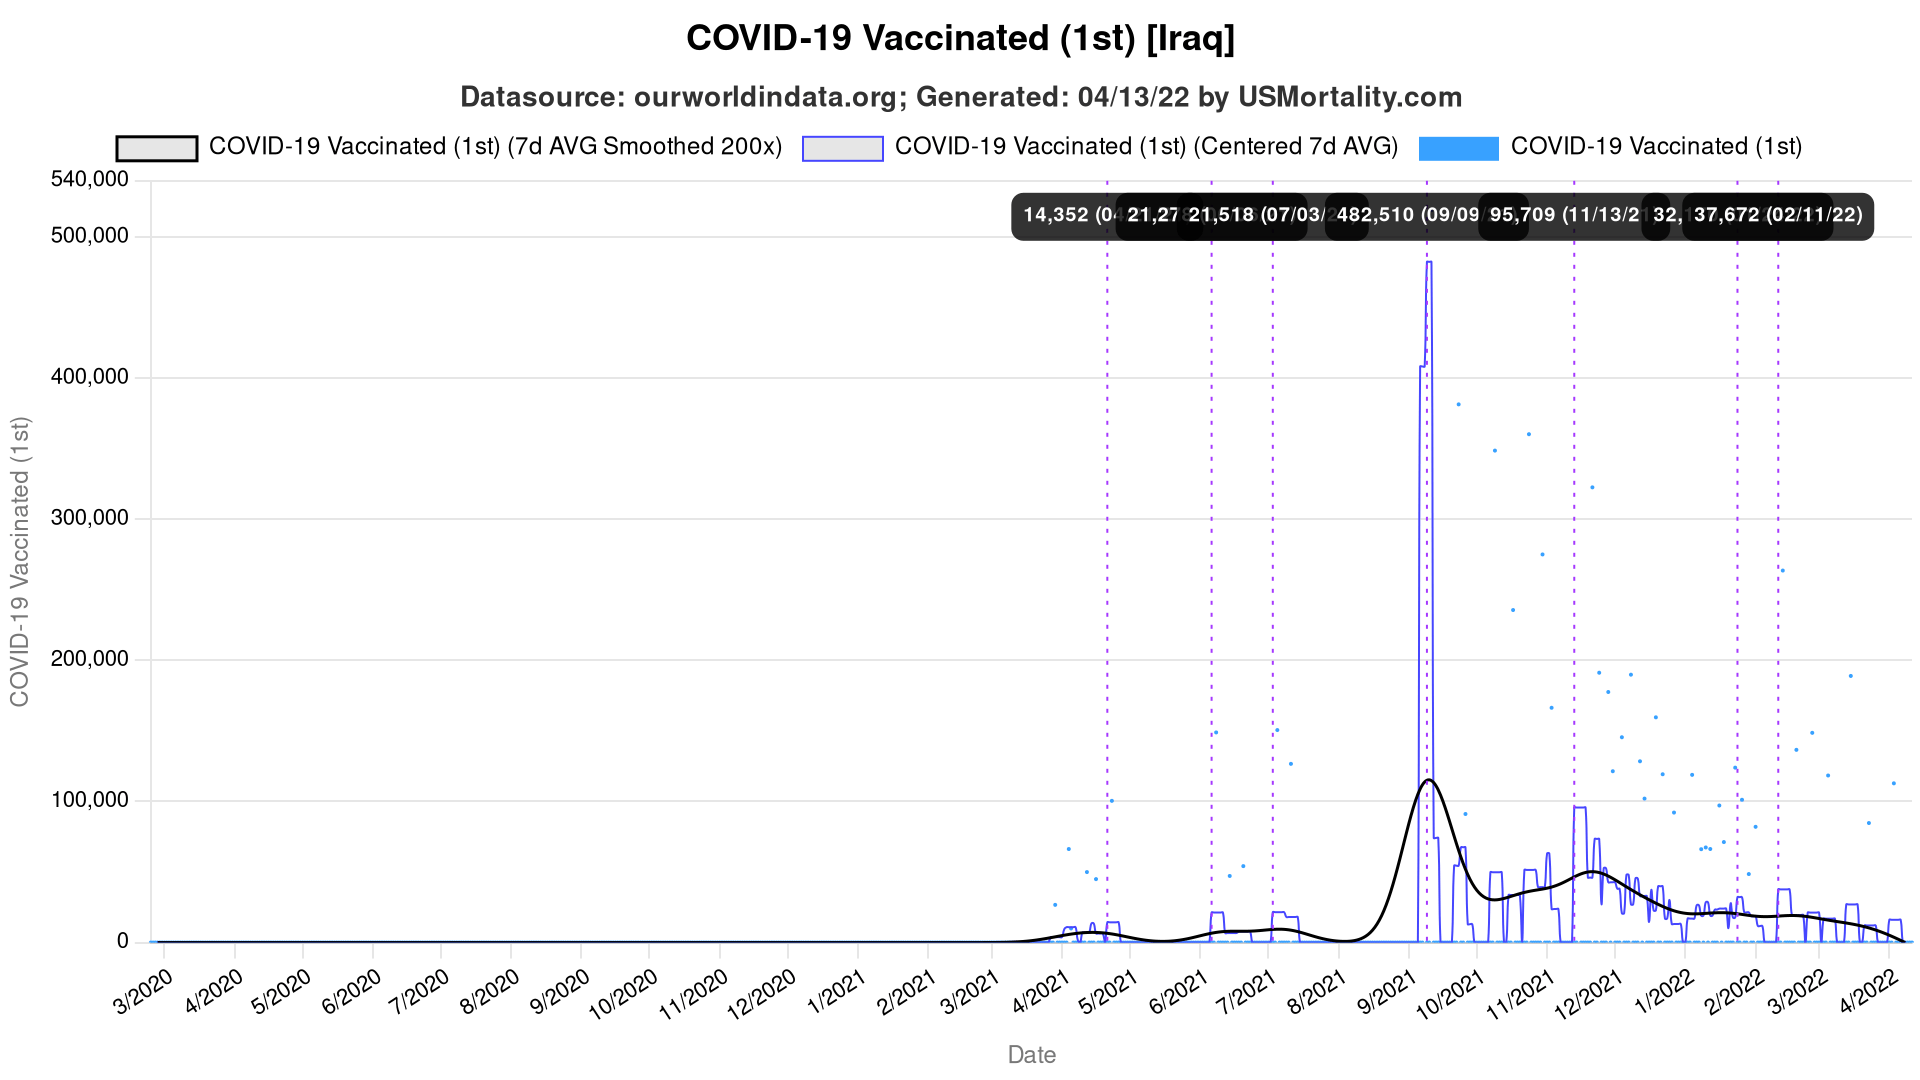 COVID-19 Vaccinated (1st) [Iraq]
Datasource: ourworldindata.org; Generated: 04/13/22 by USMortality.com
COVID-19 Vaccinated (1st) (7d AVG Smoothed 200x) COVID-19 Vaccinated (1st) (Centered 7d AVG) COVID-19 Vaccinated (1st)
540,000
14,352 21,27 21,518 (07/03/ 482,510 (09/09 95,709 (11/13/21 32, 37,672 (02/11/22)
500,000
400,000
300,000
200,000
100,000
0
COVID-19 Vaccinated (1st)
3/2020 4/2020 5/2020 6/2020 7/2020 8/2020 9/2020 10/2020 11/2020 12/2020 1/2021 2/2021 3/2021 4/2021 5/2021 6/2021 7/2021 8/2021 9/2021 10/2021 11/2021 12/2021 1/2022 2/2022 3/2022 4/2022
Date